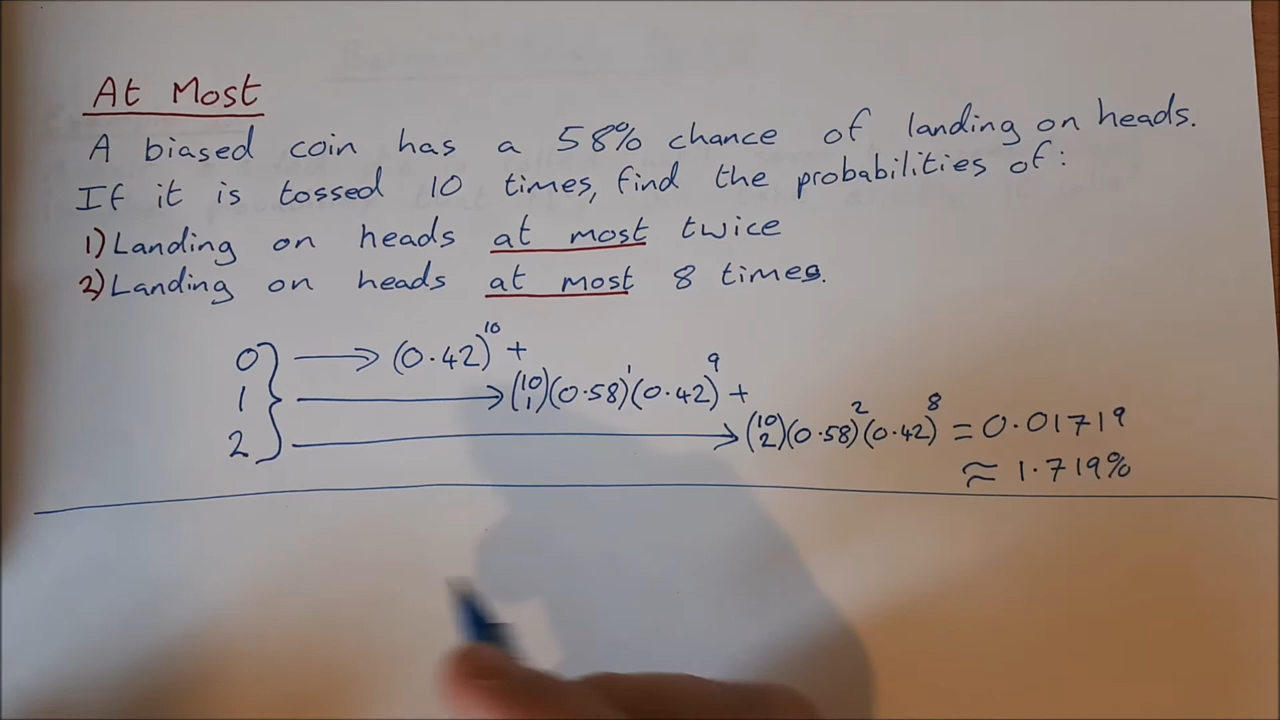 At Most
A biased coin has a 58% chance of landing on heads.
If it is tossed 10 times, find the probabilities of:
1) Landing on heads at most twice
2) Landing on heads at most 8 times.
0 } → (0.42)^10 +
1 } → (10 1)(0.58)^1(0.42)^9 +
2 } → (10 2)(0.58)^2(0.42)^8 = 0.01719
≈ 1.719%